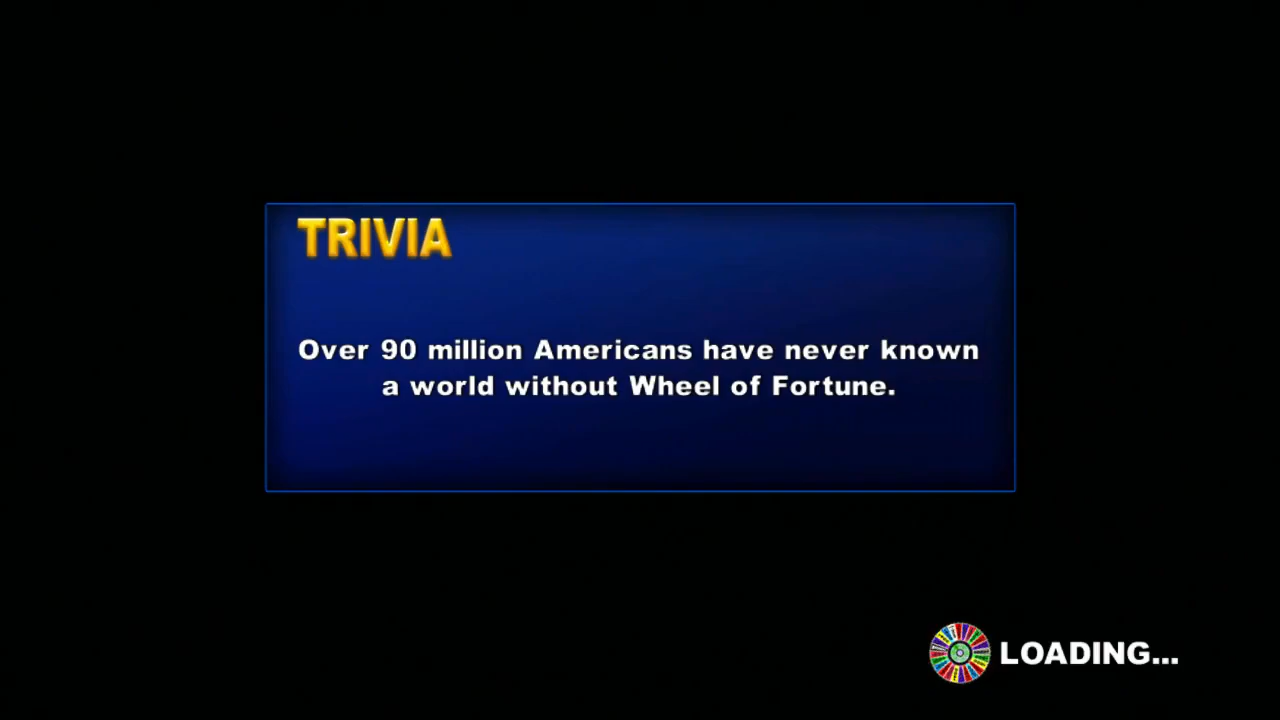 TRIVIA
Over 90 million Americans have never known
a world without Wheel of Fortune.
LOADING...